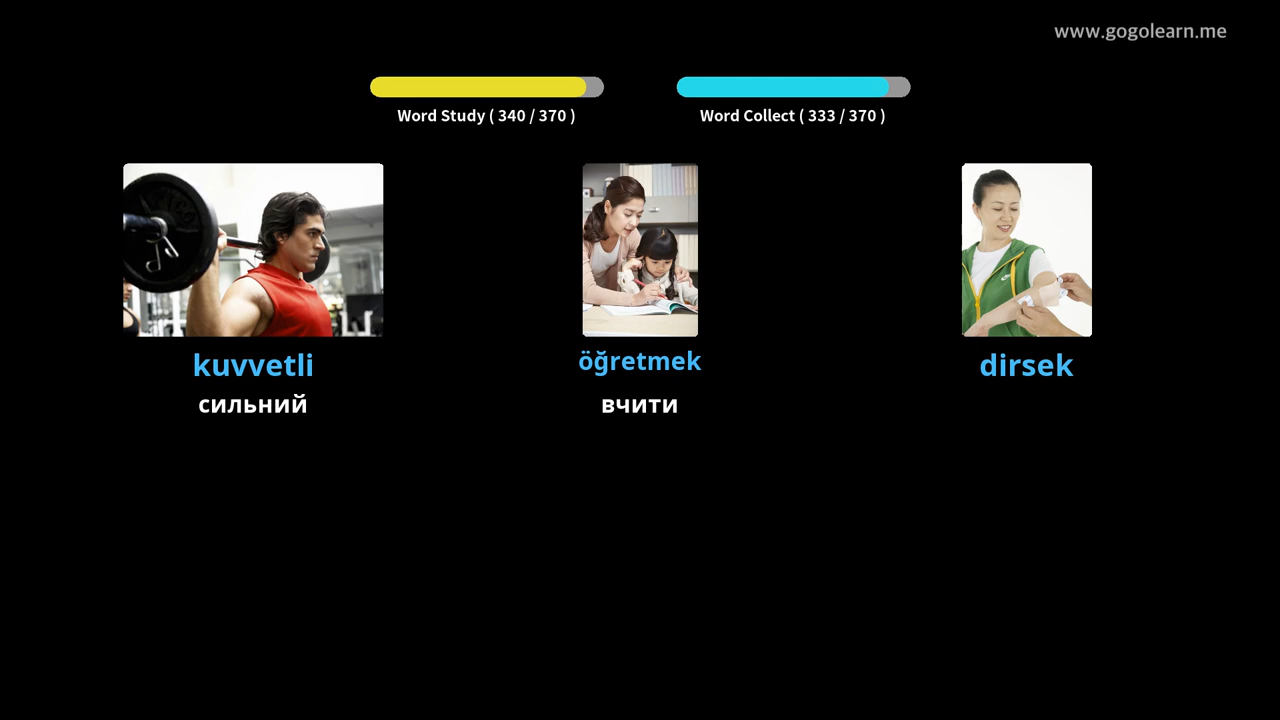 www.gogolearn.me
Word Study ( 340 / 370 )
Word Collect ( 333 / 370 )
kuvvetli
öğretmek
dirsek
сильний
вчити